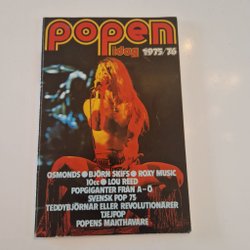 popen
idag 1975/76
OSMONDS ● BJÖRN SKIFS ● ROXY MUSIC
10cc ● LOU REED
POPGIGANTER FRÅN A–Ö
SVENSK POP 75
TEDDYBJÖRNAR ELLER REVOLUTIONÄRER
TJEJPOP
POPENS MAKTHAVARE